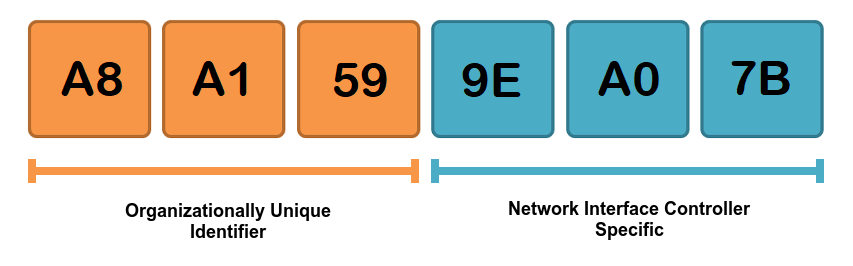 A8 A1 59 9E A0 7B
Organizationally Unique
Identifier
Network Interface Controller
Specific